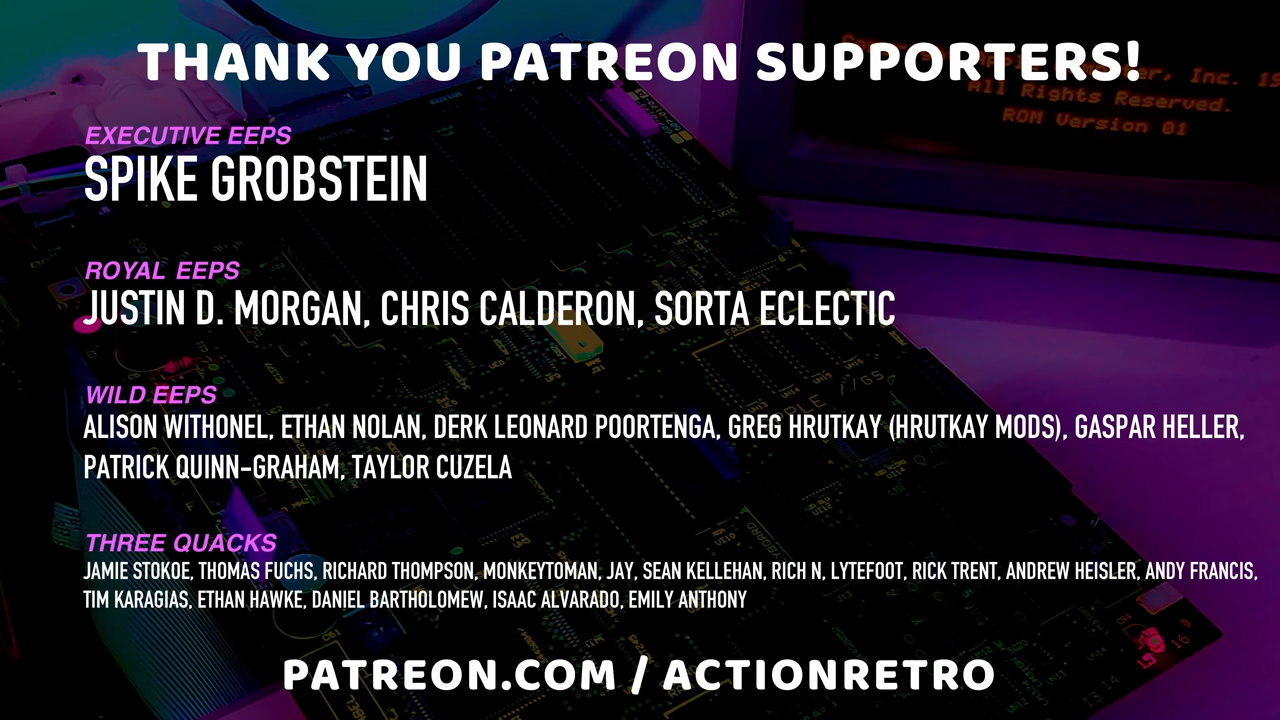 THANK YOU PATREON SUPPORTERS!
Inc.
All Rights Reserved.
ROM Version 01
EXECUTIVE EEPS
SPIKE GROBSTEIN
ROYAL EEPS
JUSTIN D. MORGAN, CHRIS CALDERON, SORTA ECLECTIC
WILD EEPS
ALISON WITHONEL, ETHAN NOLAN, DERK LEONARD POORTENGA, GREG HRUTKAY (HRUTKAY MODS), GASPAR HELLER,
PATRICK QUINN-GRAHAM, TAYLOR CUZELA
THREE QUACKS
JAMIE STOKOE, THOMAS FUCHS, RICHARD THOMPSON, MONKEYTOMAN, JAY, SEAN KELLEHAN, RICH N, LYTEFOOT, RICK TRENT, ANDREW HEISLER, ANDY FRANCIS,
TIM KARAGIAS, ETHAN HAWKE, DANIEL BARTHOLOMEW, ISAAC ALVARADO, EMILY ANTHONY
PATREON.COM / ACTIONRETRO